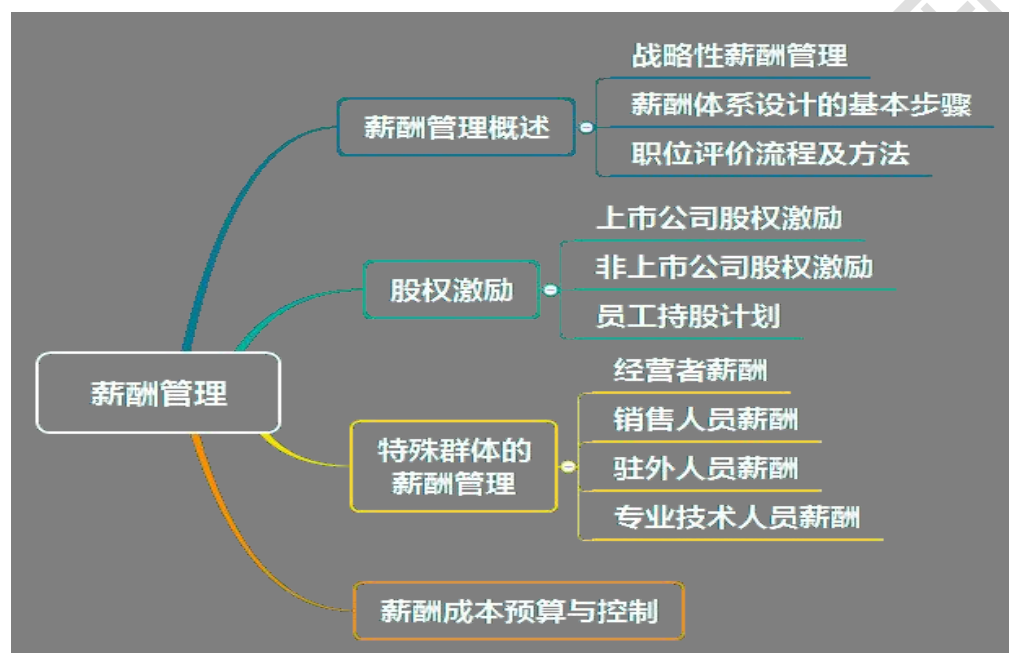 薪酬管理
薪酬管理概述
战略性薪酬管理
薪酬体系设计的基本步骤
职位评价流程及方法
股权激励
上市公司股权激励
非上市公司股权激励
员工持股计划
特殊群体的
薪酬管理
经营者薪酬
销售人员薪酬
驻外人员薪酬
专业技术人员薪酬
薪酬成本预算与控制